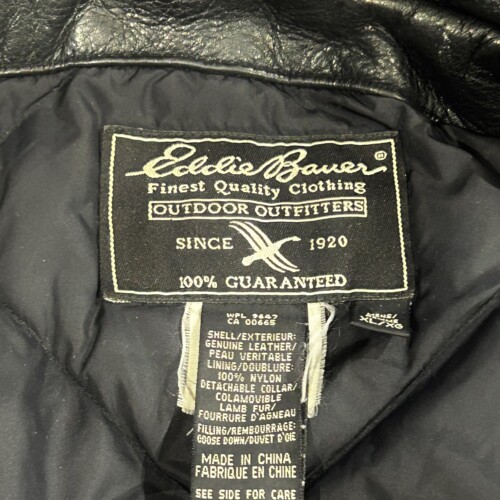 Eddie Bauer®
Finest Quality Clothing
OUTDOOR OUTFITTERS
SINCE 1920
100% GUARANTEED
WPL 7647
CA 00665
SHELL/EXTERIEUR:
GENUINE LEATHER/
PEAU VERITABLE
LINING/DOUBLURE:
100% NYLON
DETACHABLE COLLAR/
COLAMOVIBLE
LAMB FUR/
FOURRURE D'AGNEAU
FILLING/REMBOURRAGE:
GOOSE DOWN/DUVET D'OIE
MADE IN CHINA
FABRIQUE EN CHINE
SEE SIDE FOR CARE
MENS/
XL/XG